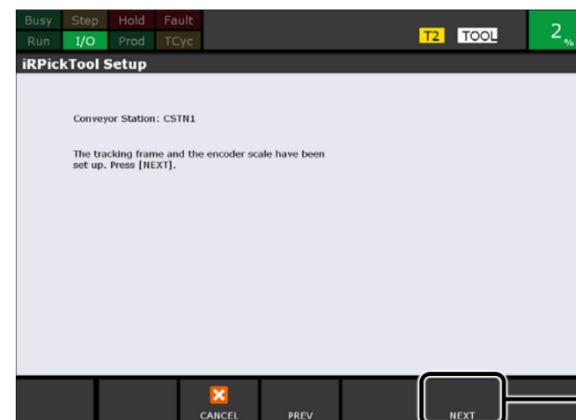 Busy Step Hold Fault
Run I/O Prod TCyc
T2 TOOL 2%
iRPickTool Setup
Conveyor Station: CSTN1
The tracking frame and the encoder scale have been
set up. Press [NEXT].
CANCEL PREV NEXT